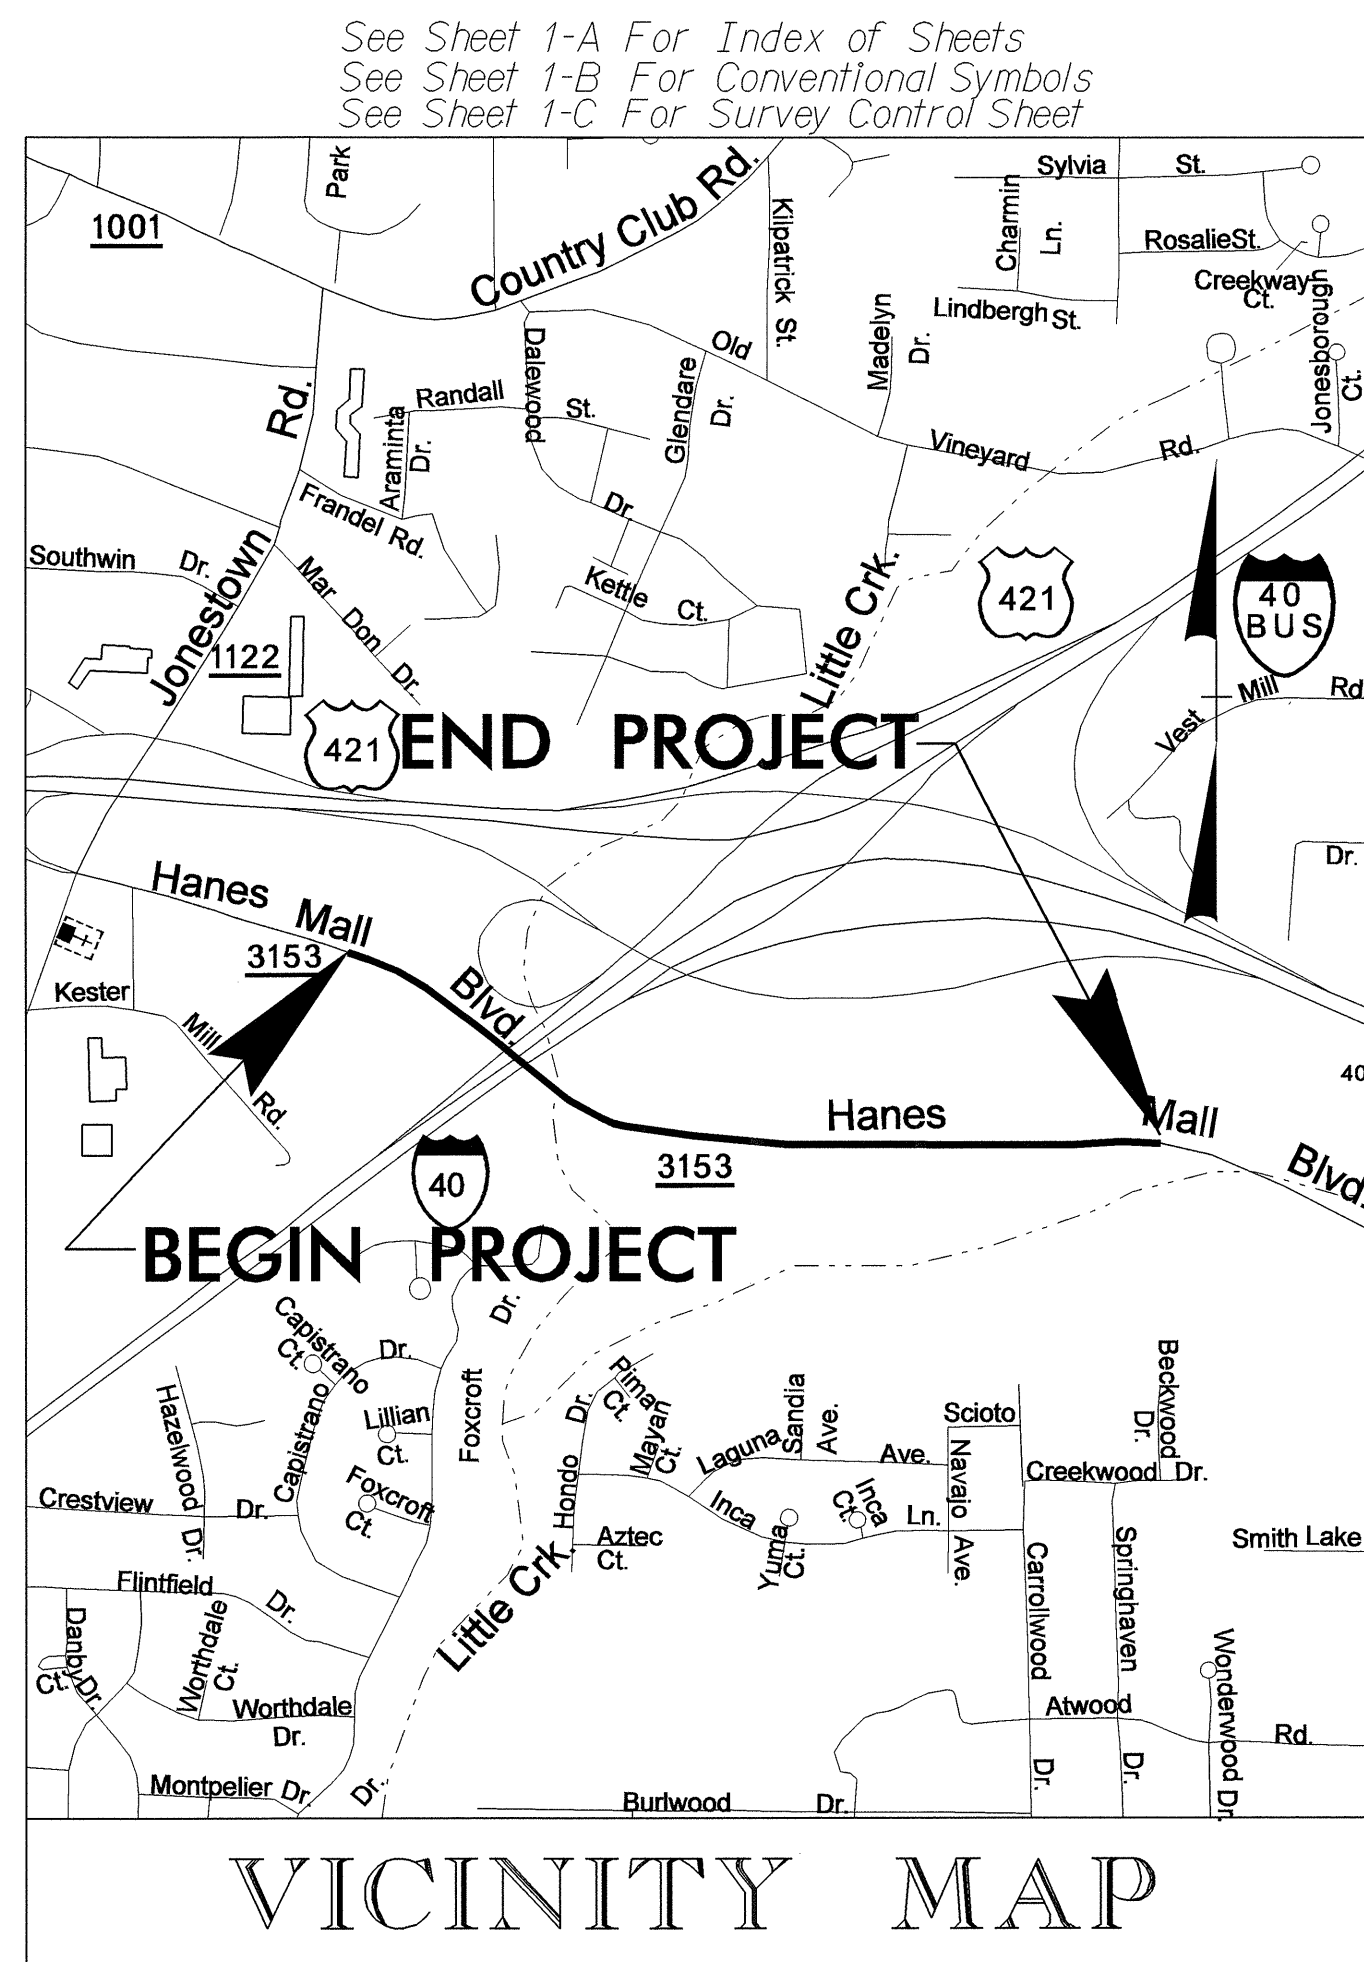 See Sheet 1-A For Index of Sheets
See Sheet 1-B For Conventional Symbols
See Sheet 1-C For Survey Control Sheet
Park
Country Club Rd.
1001
Kilpatrick St.
Sylvia St.
Charmin Ln.
RosalieSt.
Creekway
Ct.
Lindbergh St.
Jonesborough Ct.
Madelyn Dr.
Old Vineyard Rd.
Dalewood Dr.
Glendare Dr.
Randall St.
Araminta Dr.
Frandel Rd.
Jonestown Rd.
Southwin Dr.
Mar Don Dr.
Kettle Ct.
Little Crk.
421
40
BUS
1122
421
Vest Mill Rd
END PROJECT
Dr.
Hanes Mall Blvd.
3153
Kester Mill Rd.
40
Hanes Mall Blvd.
3153
40
BEGIN PROJECT
Capistrano
Ct.
Dr.
Hazelwood Dr.
Capistrano
Lillian
Ct.
Foxcroft Dr.
Foxcroft
Ct.
Crestview Dr.
Hondo Dr.
Piman
Ct.
Mayan
Ct.
Laguna Ave.
Sandia Ave.
Scioto
Navajo Ave.
Beckwood Dr.
Creekwood Dr.
Inca Ln.
Inca
Ct.
Yuma
Ct.
Aztec
Ct.
Smith Lake
Little Crk.
Flintfield Dr.
Danby Dr.
Ct.
Worthdale
Ct.
Worthdale
Dr.
Carrollwood Dr.
Springhaven Dr.
Wonderwood Dr.
Atwood Rd.
Montpelier Dr.
Dr.
Burlwood Dr.
VICINITY MAP